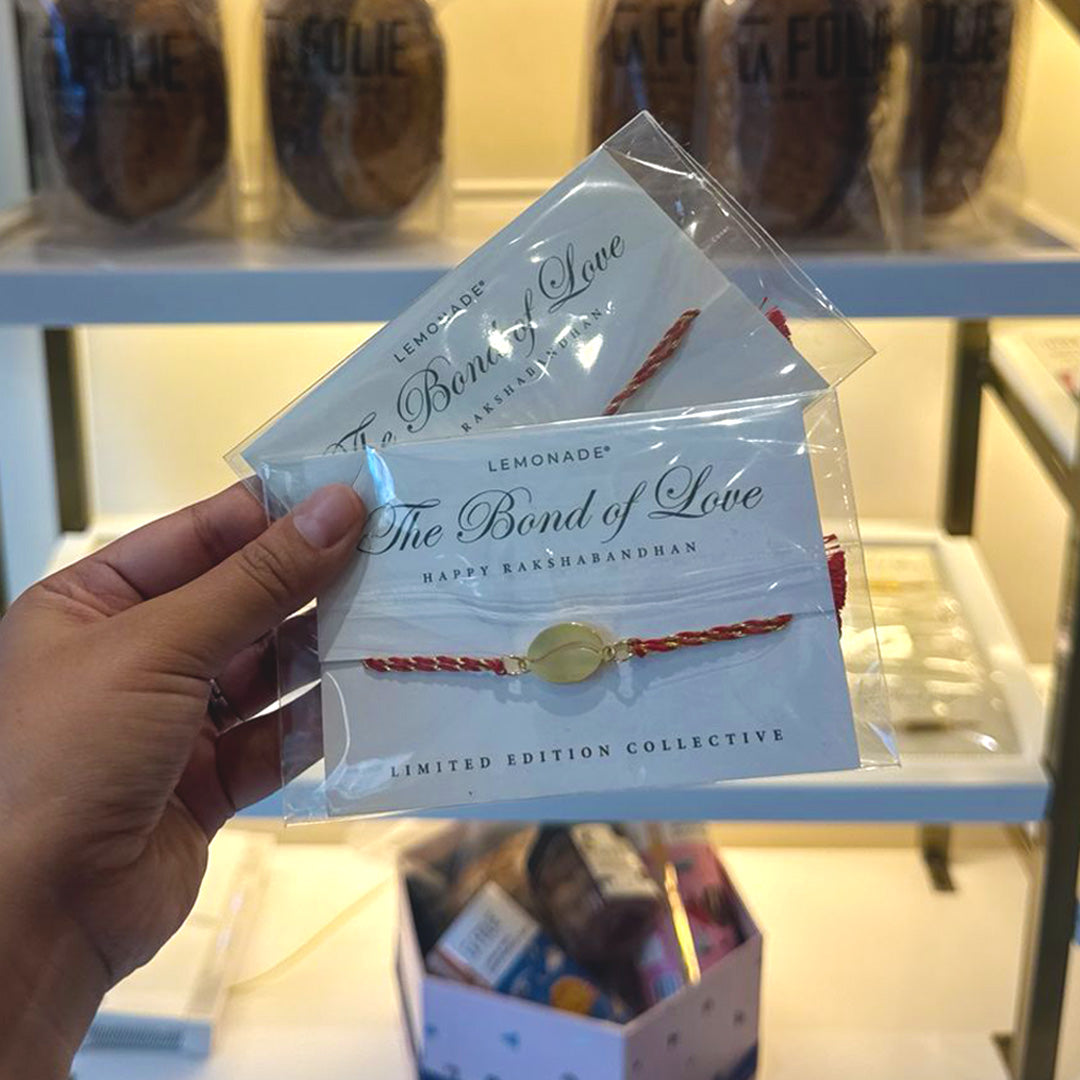 FOLIE
FOLIE
LA FOLIE
LEMONADE®
The Bond of Love
RAKSHABANDHAN
LEMONADE®
The Bond of Love
HAPPY RAKSHABANDHAN
LIMITED EDITION COLLECTIVE